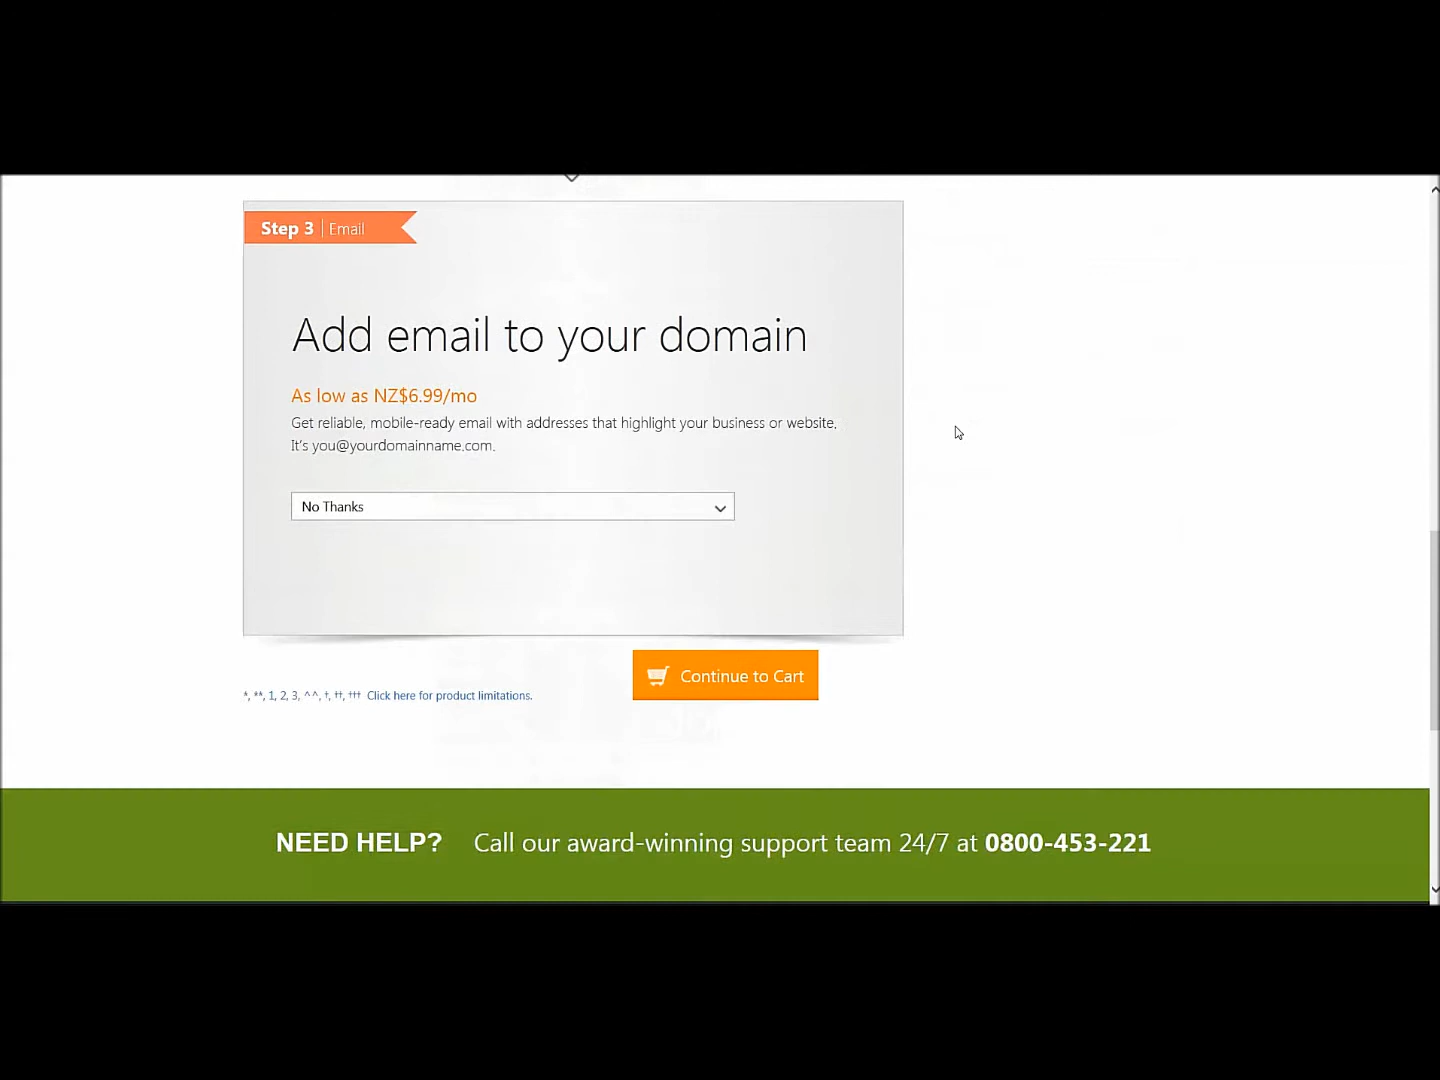 Step 3 | Email
Add email to your domain
As low as NZ$6.99/mo
Get reliable, mobile-ready email with addresses that highlight your business or website.
It's you@yourdomainname.com.
No Thanks
Continue to Cart
*, **, 1, 2, 3, ^^, †, ††, ††† Click here for product limitations.
NEED HELP? Call our award-winning support team 24/7 at 0800-453-221